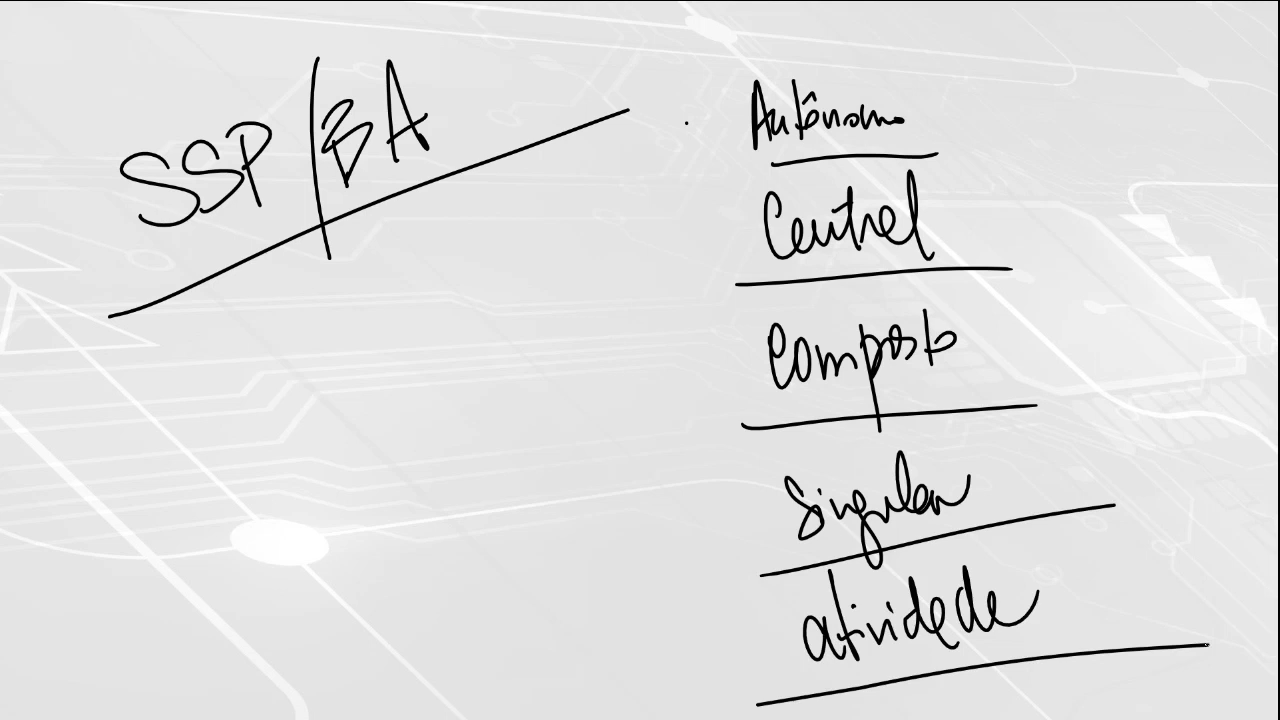 SSP/BA
Autônomo
Central
Composto
Singular
atividade